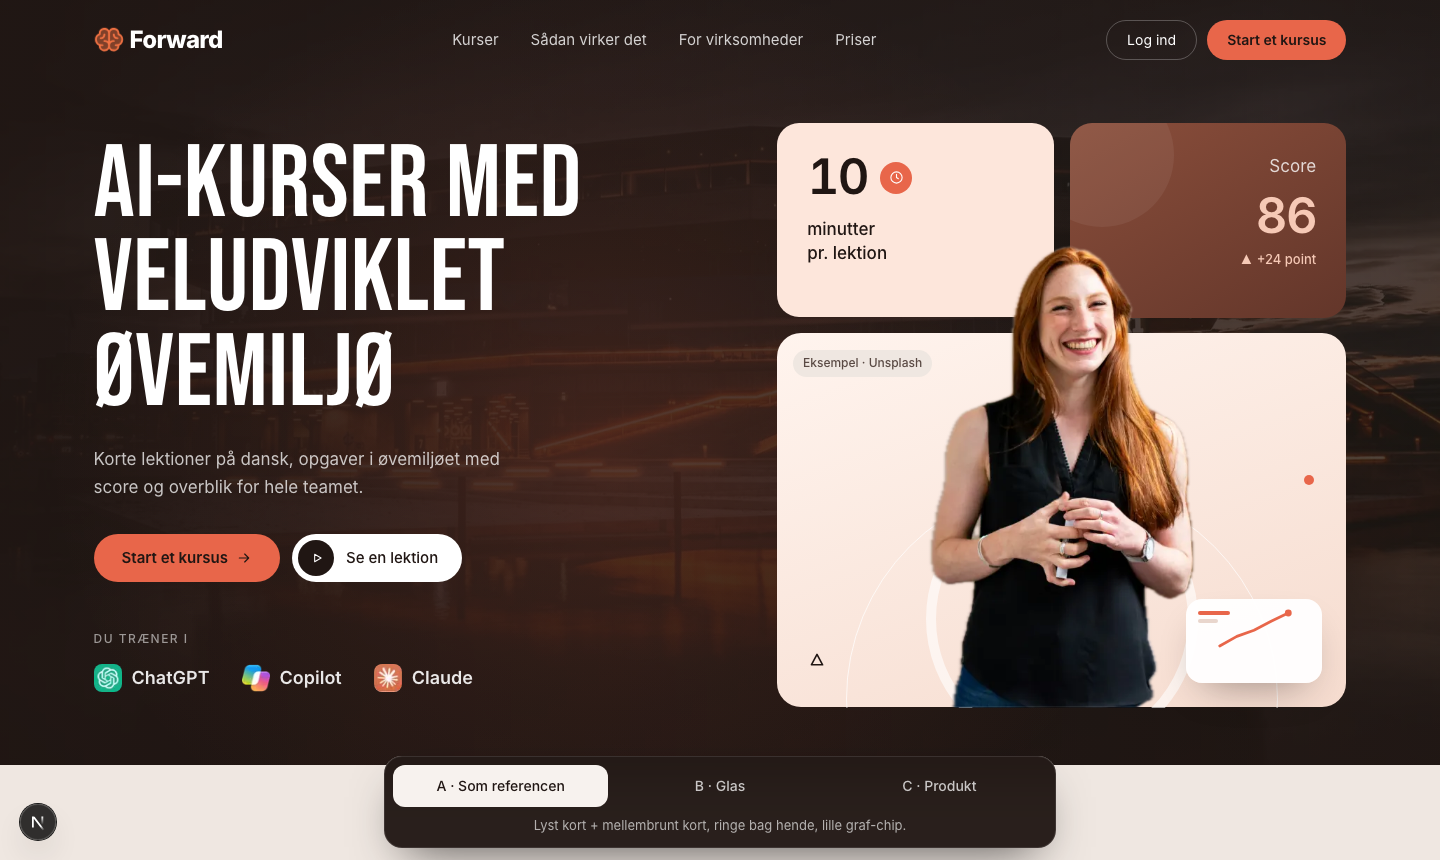 Forward
Kurser
Sådan virker det
For virksomheder
Priser
Log ind
Start et kursus
AI-KURSER MED
VELUDVIKLET
ØVEMILJØ
Korte lektioner på dansk, opgaver i øvemiljøet med
score og overblik for hele teamet.
Start et kursus →
Se en lektion
DU TRÆNER I
ChatGPT
Copilot
Claude
10
minutter
pr. lektion
Score
86
▲ +24 point
Eksempel · Unsplash
A · Som referencen
B · Glas
C · Produkt
Lyst kort + mellembrunt kort, ringe bag hende, lille graf-chip.
N